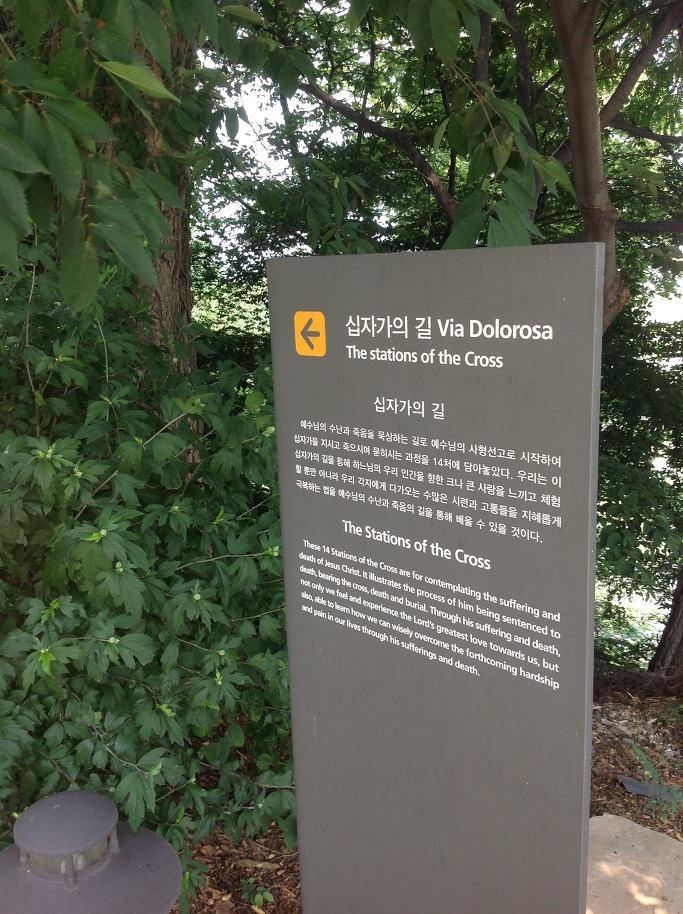 십자가의 길 Via Dolorosa
The stations of the Cross
십자가의 길
예수님의 수난과 죽음을 묵상하는 길로 예수님의 사형선고로 시작하여
십자가를 지시고 죽으시며 묻히시는 과정을 14처에 담아놓았다. 우리는 이
십자가의 길을 통해 하느님의 우리 인간을 향한 크나 큰 사랑을 느끼고 체험
할 뿐만 아니라 우리 각자에게 다가오는 수많은 시련과 고통들을 지혜롭게
극복하는 법을 예수님의 수난과 죽음의 길을 통해 배울 수 있을 것이다.
The Stations of the Cross
These 14 Stations of the Cross are for contemplating the suffering and
death of Jesus Christ. It illustrates the process of him being sentenced to
death, bearing the cross, death and burial. Through his suffering and death,
not only we feel and experience the Lord's greatest love towards us, but
also, able to learn how we can wisely overcome the forthcoming hardship
and pain in our lives through his sufferings and death.